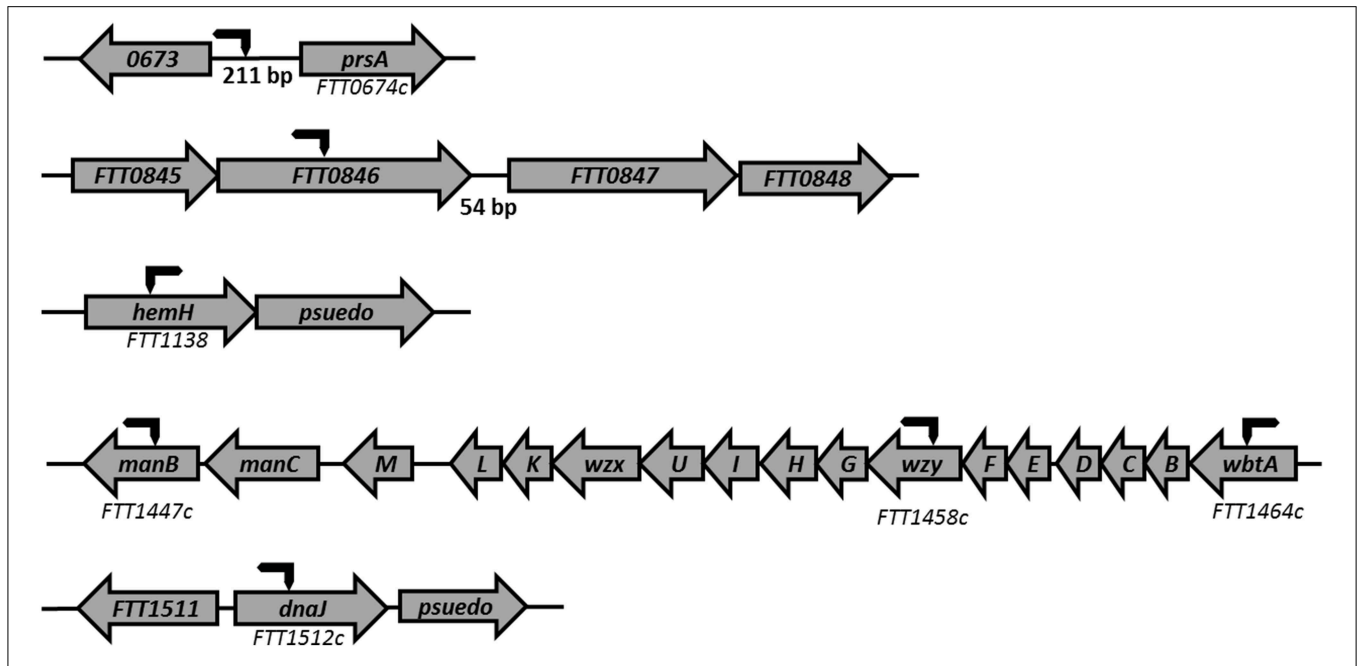 0673 prsA
211 bp
FTT0674c
FTT0845 FTT0846 FTT0847 FTT0848
54 bp
hemH psuedo
FTT1138
manB manC M L K wzx U I H G wzy F E D C B wbtA
FTT1447c FTT1458c FTT1464c
FTT1511 dnaJ psuedo
FTT1512c